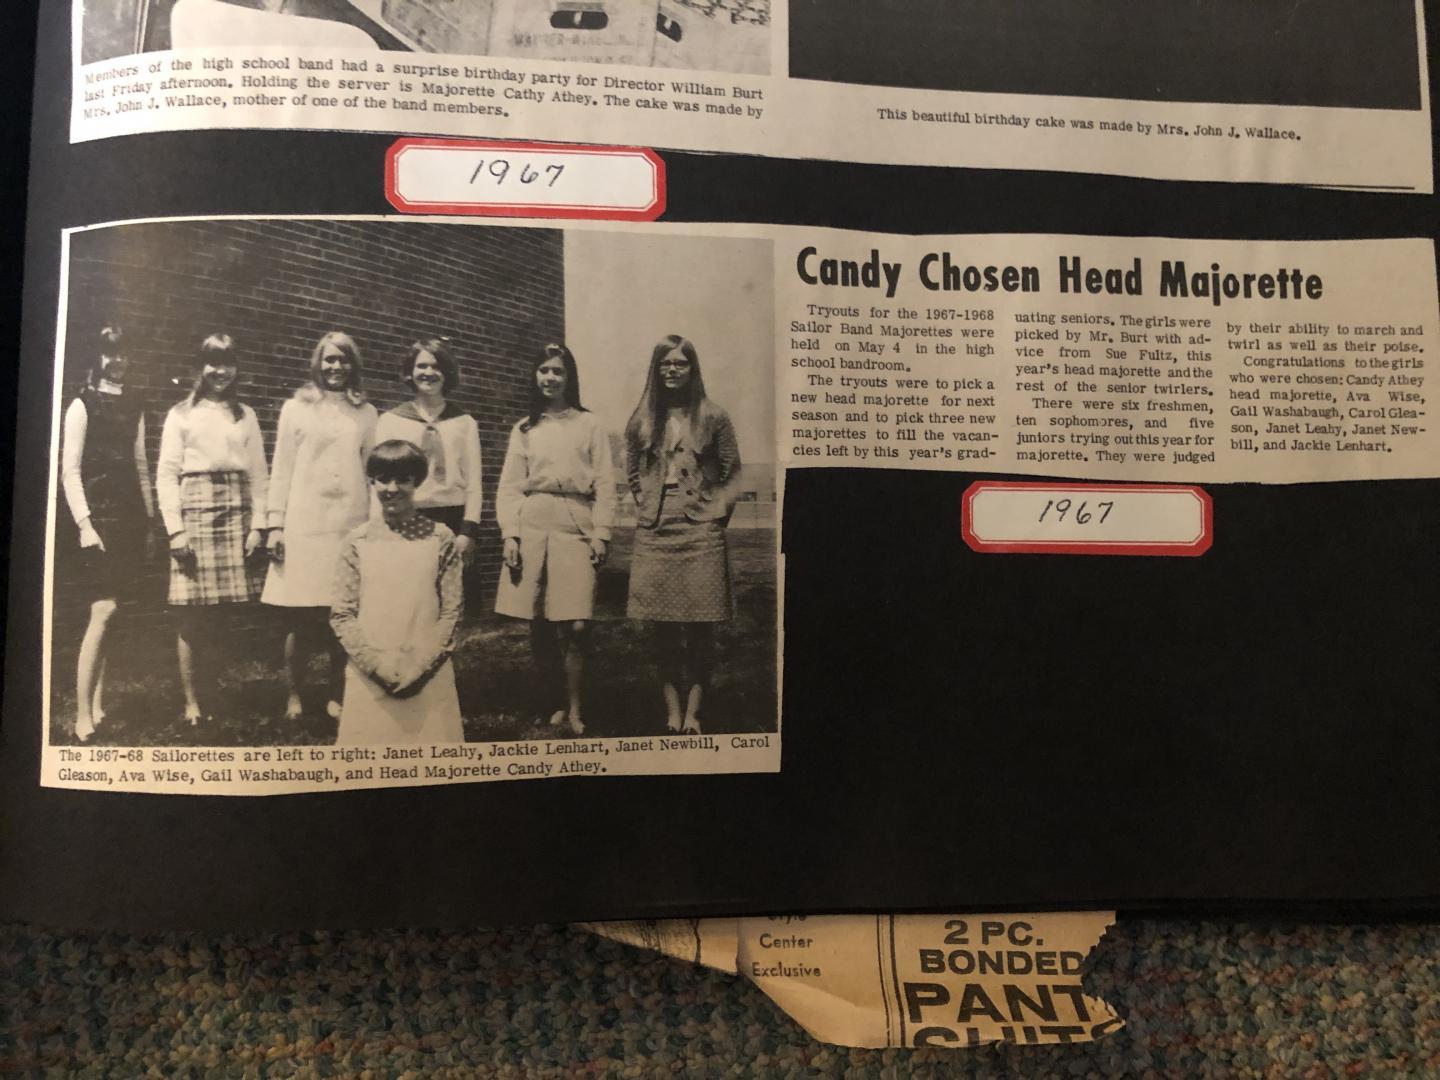 Members of the high school band had a surprise birthday party for Director William Burt
last Friday afternoon. Holding the server is Majorette Cathy Athey. The cake was made by
Mrs. John J. Wallace, mother of one of the band members.
This beautiful birthday cake was made by Mrs. John J. Wallace.
1967
Candy Chosen Head Majorette
Tryouts for the 1967-1968
Sailor Band Majorettes were
held on May 4 in the high
school bandroom.
The tryouts were to pick a
new head majorette for next
season and to pick three new
majorettes to fill the vacan-
cies left by this year's grad-
uating seniors. The girls were
picked by Mr. Burt with ad-
vice from Sue Fultz, this
year's head majorette and the
rest of the senior twirlers.
There were six freshmen,
ten sophomores, and five
juniors trying out this year for
majorette. They were judged
by their ability to march and
twirl as well as their poise.
Congratulations to the girls
who were chosen: Candy Athey
head majorette, Ava Wise,
Gail Washabaugh, Carol Glea-
son, Janet Leahy, Janet New-
bill, and Jackie Lenhart.
1967
The 1967-68 Sailorettes are left to right: Janet Leahy, Jackie Lenhart, Janet Newbill, Carol
Gleason, Ava Wise, Gail Washabaugh, and Head Majorette Candy Athey.
Style
Center
Exclusive
2 PC.
BONDED
PANT
SUITS